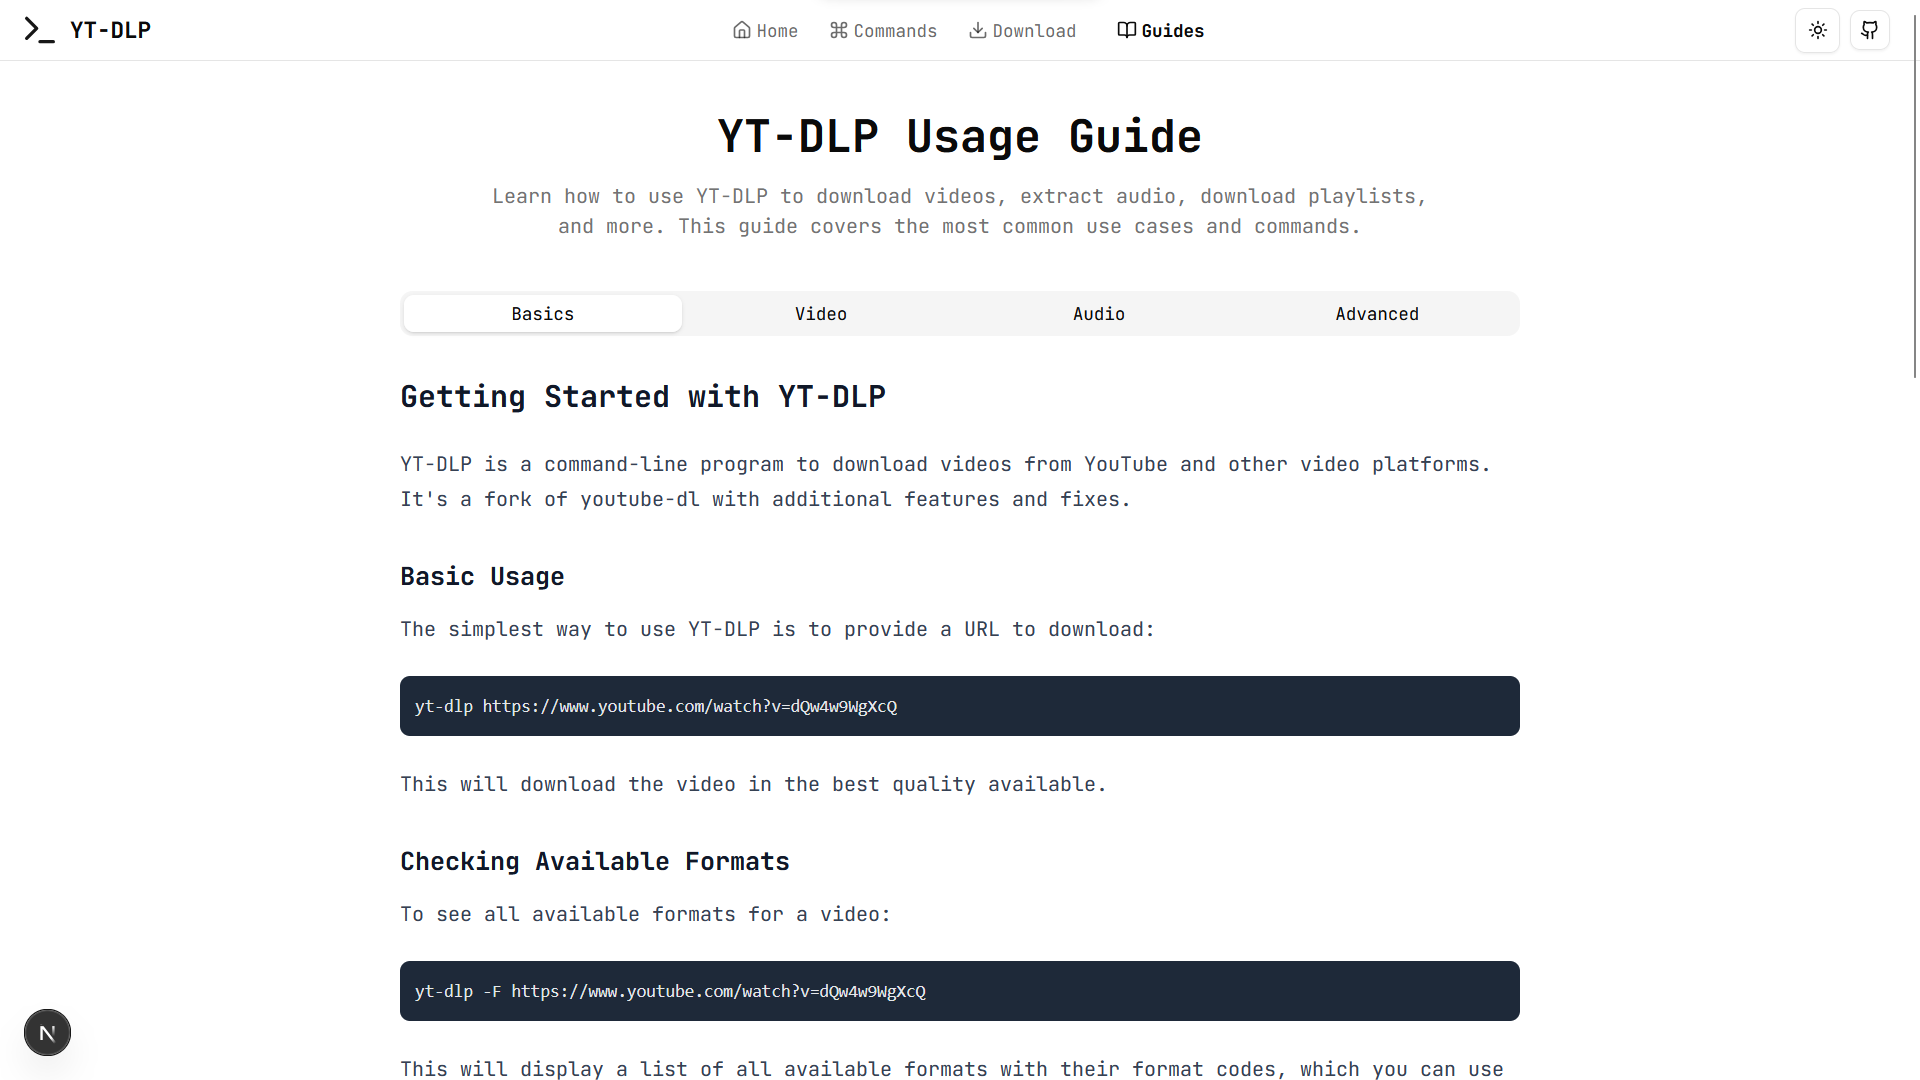 YT-DLP
Home
Commands
Download
Guides
YT-DLP Usage Guide
Learn how to use YT-DLP to download videos, extract audio, download playlists,
and more. This guide covers the most common use cases and commands.
Basics
Video
Audio
Advanced
Getting Started with YT-DLP
YT-DLP is a command-line program to download videos from YouTube and other video platforms.
It's a fork of youtube-dl with additional features and fixes.
Basic Usage
The simplest way to use YT-DLP is to provide a URL to download:
yt-dlp https://www.youtube.com/watch?v=dQw4w9WgXcQ
This will download the video in the best quality available.
Checking Available Formats
To see all available formats for a video:
yt-dlp -F https://www.youtube.com/watch?v=dQw4w9WgXcQ
N
This will display a list of all available formats with their format codes, which you can use